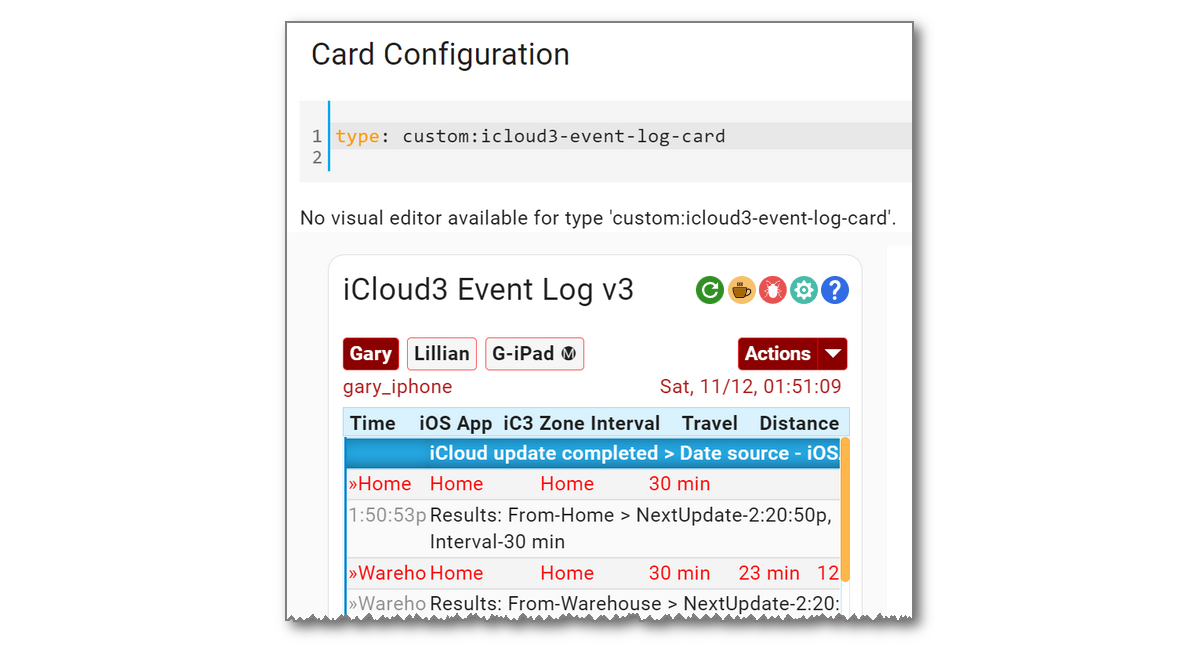 Card Configuration
1 type: custom:icloud3-event-log-card
2
No visual editor available for type 'custom:icloud3-event-log-card'.
iCloud3 Event Log v3
Gary Lillian G-iPad Ⓜ Actions
gary_iphone Sat, 11/12, 01:51:09
Time iOS App iC3 Zone Interval Travel Distance
iCloud update completed > Date source - iOS
»Home Home Home 30 min
1:50:53p Results: From-Home > NextUpdate-2:20:50p,
Interval-30 min
»Wareho Home Home 30 min 23 min 12
»Wareho Results: From-Warehouse > NextUpdate-2:20: